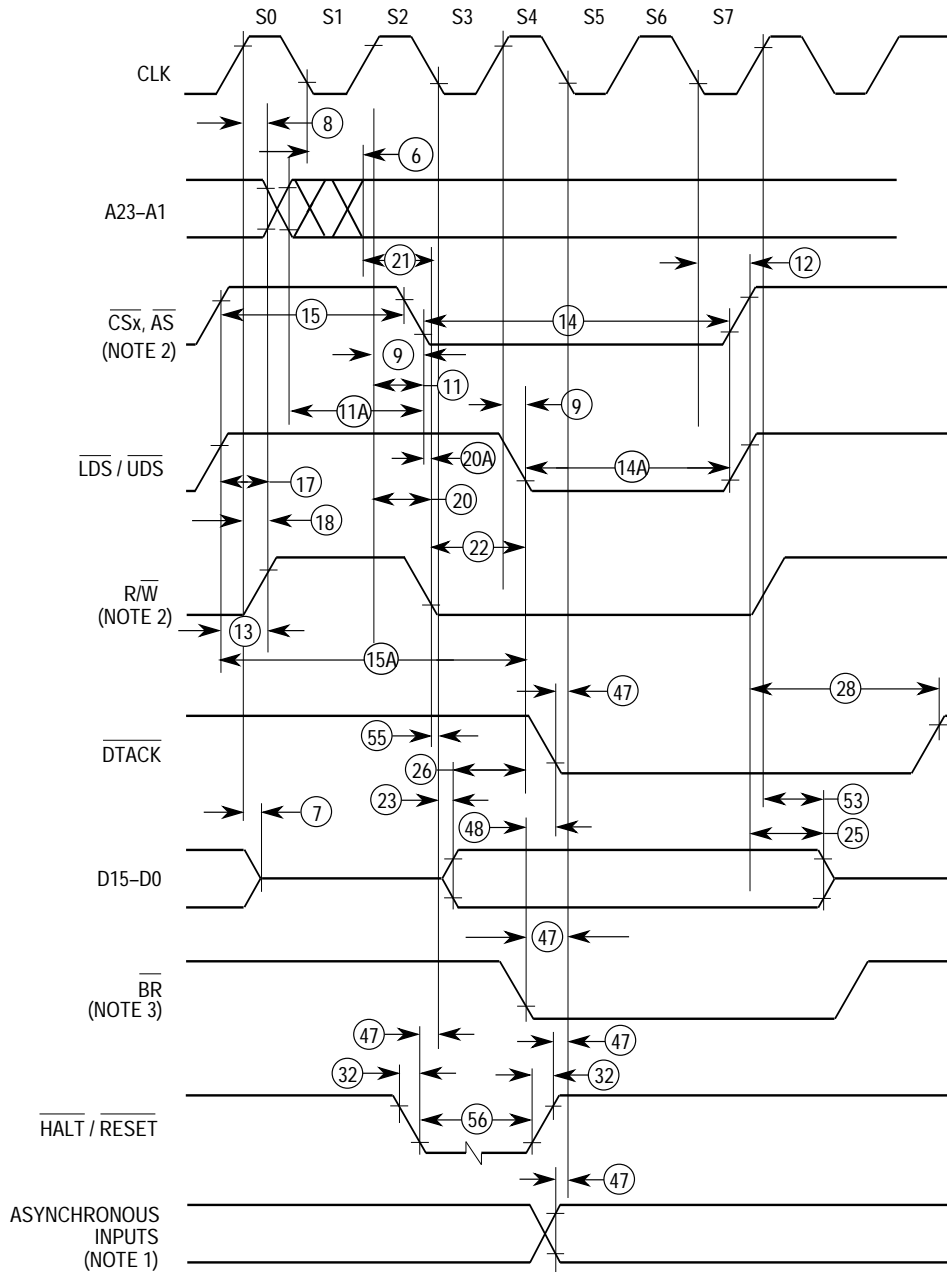 S0 S1 S2 S3 S4 S5 S6 S7
CLK
8
6
A23–A1
21
12
CSx, AS
(NOTE 2)
15
14
9
11
11A
9
LDS / UDS
20A
14A
17
20
18
22
R/W
(NOTE 2)
13
15A
28
47
DTACK
55
26
23
53
7
48
25
D15–D0
47
BR
(NOTE 3)
47
47
32
32
HALT / RESET
56
47
ASYNCHRONOUS
INPUTS
(NOTE 1)